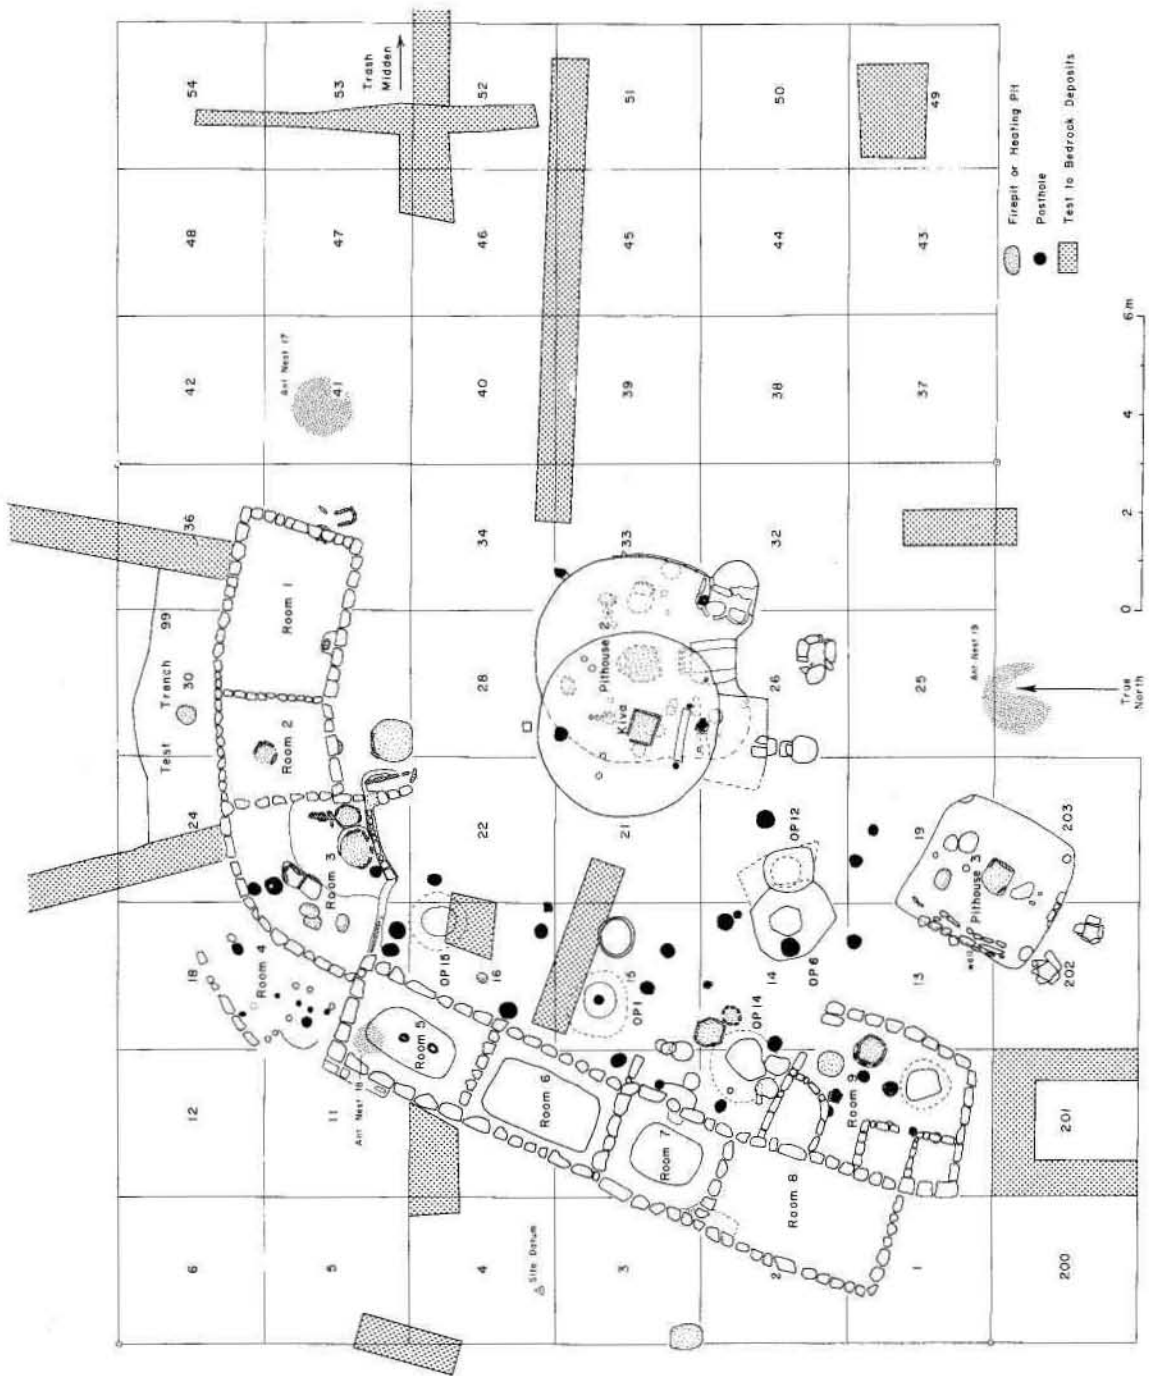 54
53
Trash
Midden
52
51
50
49
48
47
46
45
44
43
Firepit or Heating Pit
Posthole
Test to Bedrock Deposits
42
Ant Nest 17
41
40
39
38
37
36
34
33
32
0 2 4 6 m
Test Trench 99
30
Room 1
Room 2
28
Pithouse 2
Kiva
26
25
Ant Nest 19
True
North
24
Room 3
22
21
OP12
19
Pithouse 3
203
18
Room 4
OP15
16
15
OP1
14
OP6
OP14
13
wall
202
12
11
Ant Nest 18
Room 5
Room 6
Room 7
Room 8
Room 9
201
6
5
4
Site Datum
3
2
1
200